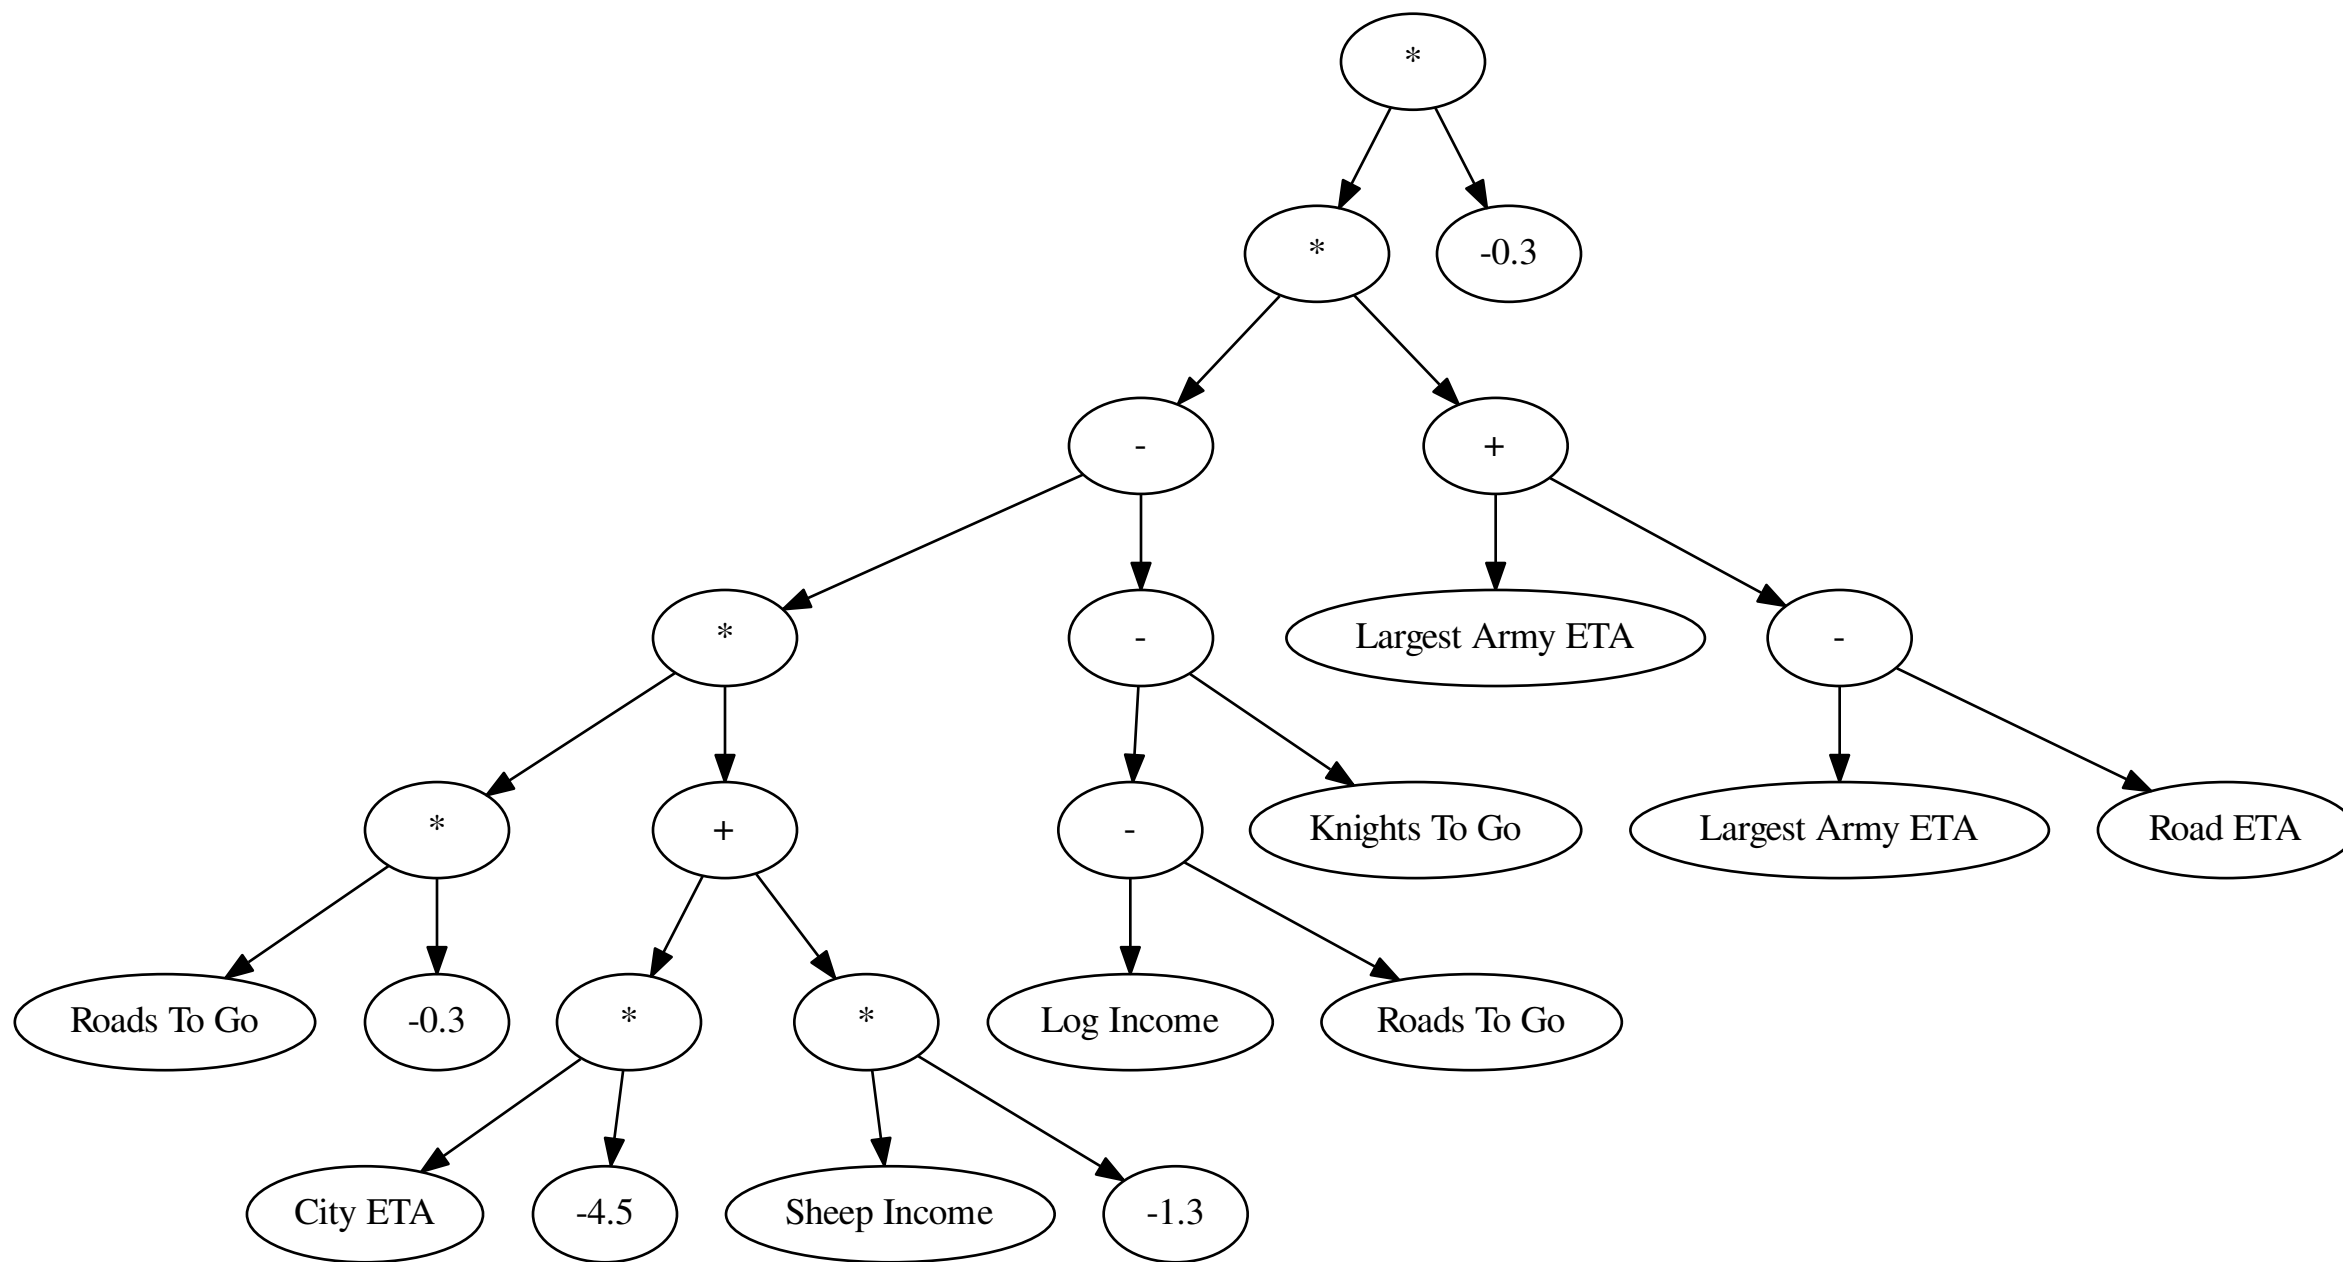 *
*
-0.3
-
+
*
-
Largest Army ETA
-
*
+
-
Knights To Go
Largest Army ETA
Road ETA
Roads To Go
-0.3
*
*
Log Income
Roads To Go
City ETA
-4.5
Sheep Income
-1.3